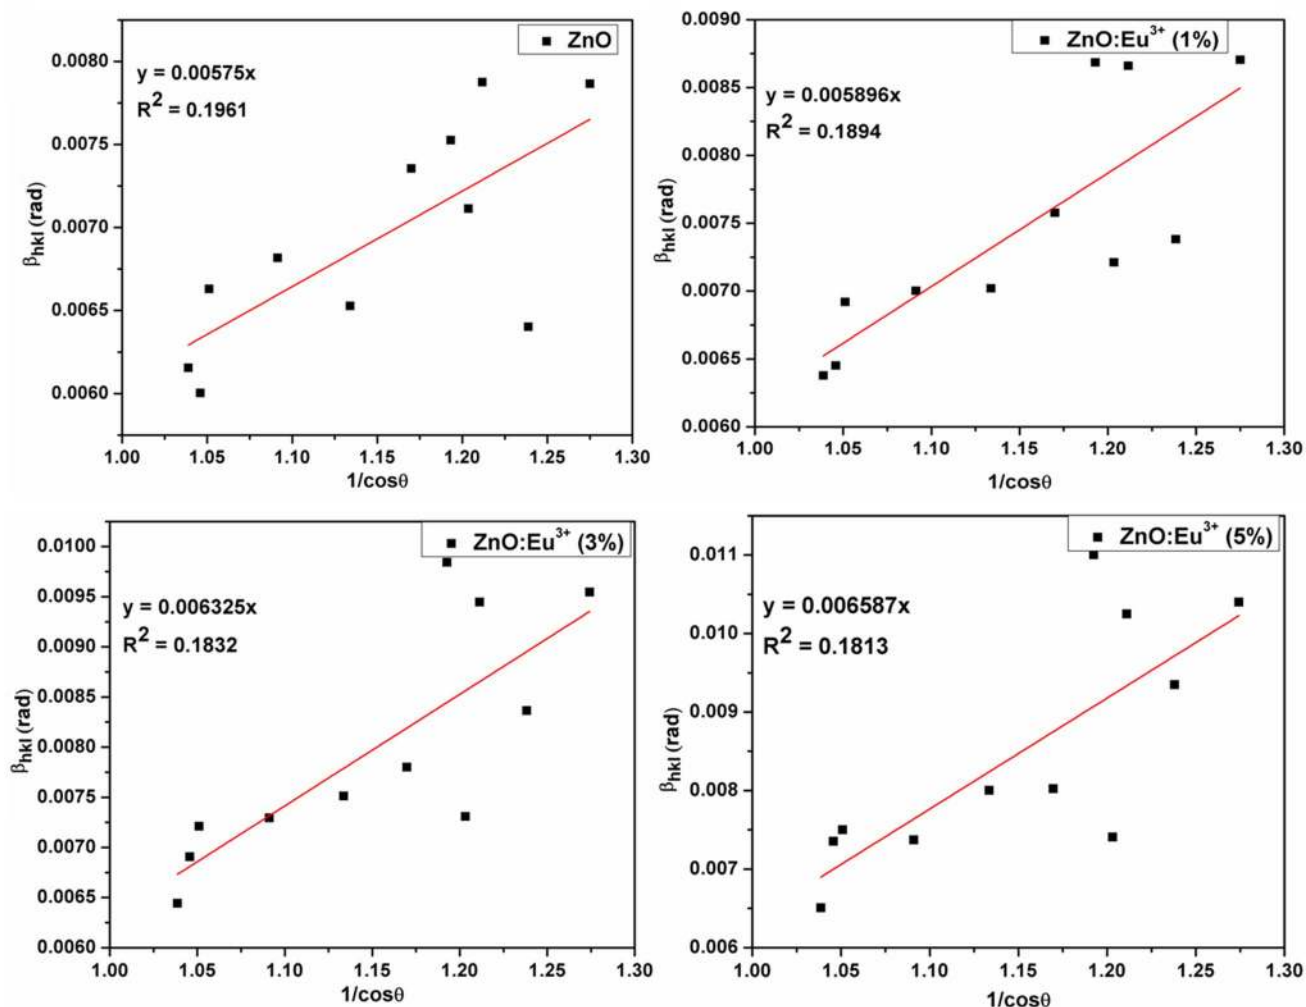 ZnO
y = 0.00575x
R² = 0.1961
0.0080
0.0075
0.0070
0.0065
0.0060
βhkl (rad)
1.00 1.05 1.10 1.15 1.20 1.25 1.30
1/cosθ
ZnO:Eu³⁺ (1%)
y = 0.005896x
R² = 0.1894
0.0090
0.0085
0.0080
0.0075
0.0070
0.0065
0.0060
βhkl (rad)
1.00 1.05 1.10 1.15 1.20 1.25 1.30
1/cosθ
ZnO:Eu³⁺ (3%)
y = 0.006325x
R² = 0.1832
0.0100
0.0095
0.0090
0.0085
0.0080
0.0075
0.0070
0.0065
0.0060
βhkl (rad)
1.00 1.05 1.10 1.15 1.20 1.25 1.30
1/cosθ
ZnO:Eu³⁺ (5%)
y = 0.006587x
R² = 0.1813
0.011
0.010
0.009
0.008
0.007
0.006
βhkl (rad)
1.00 1.05 1.10 1.15 1.20 1.25 1.30
1/cosθ